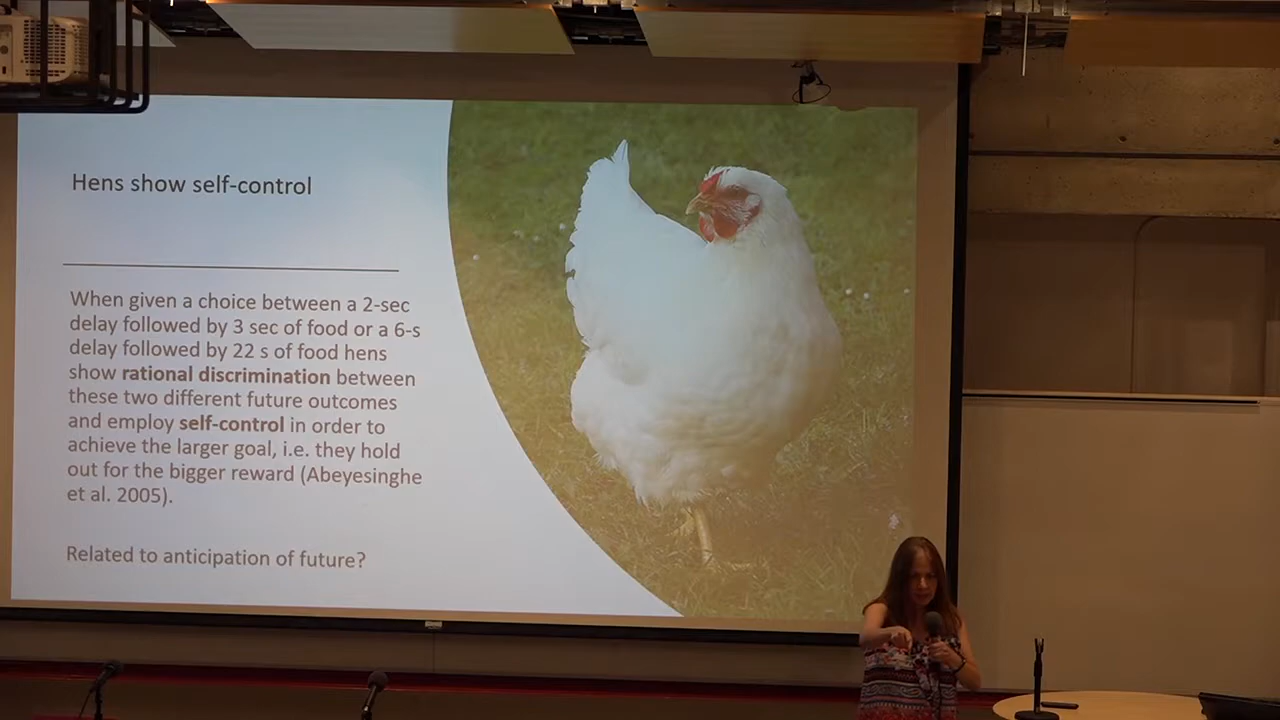 Hens show self-control
When given a choice between a 2-sec
delay followed by 3 sec of food or a 6-s
delay followed by 22 s of food hens
show rational discrimination between
these two different future outcomes
and employ self-control in order to
achieve the larger goal, i.e. they hold
out for the bigger reward (Abeyesinghe
et al. 2005).
Related to anticipation of future?